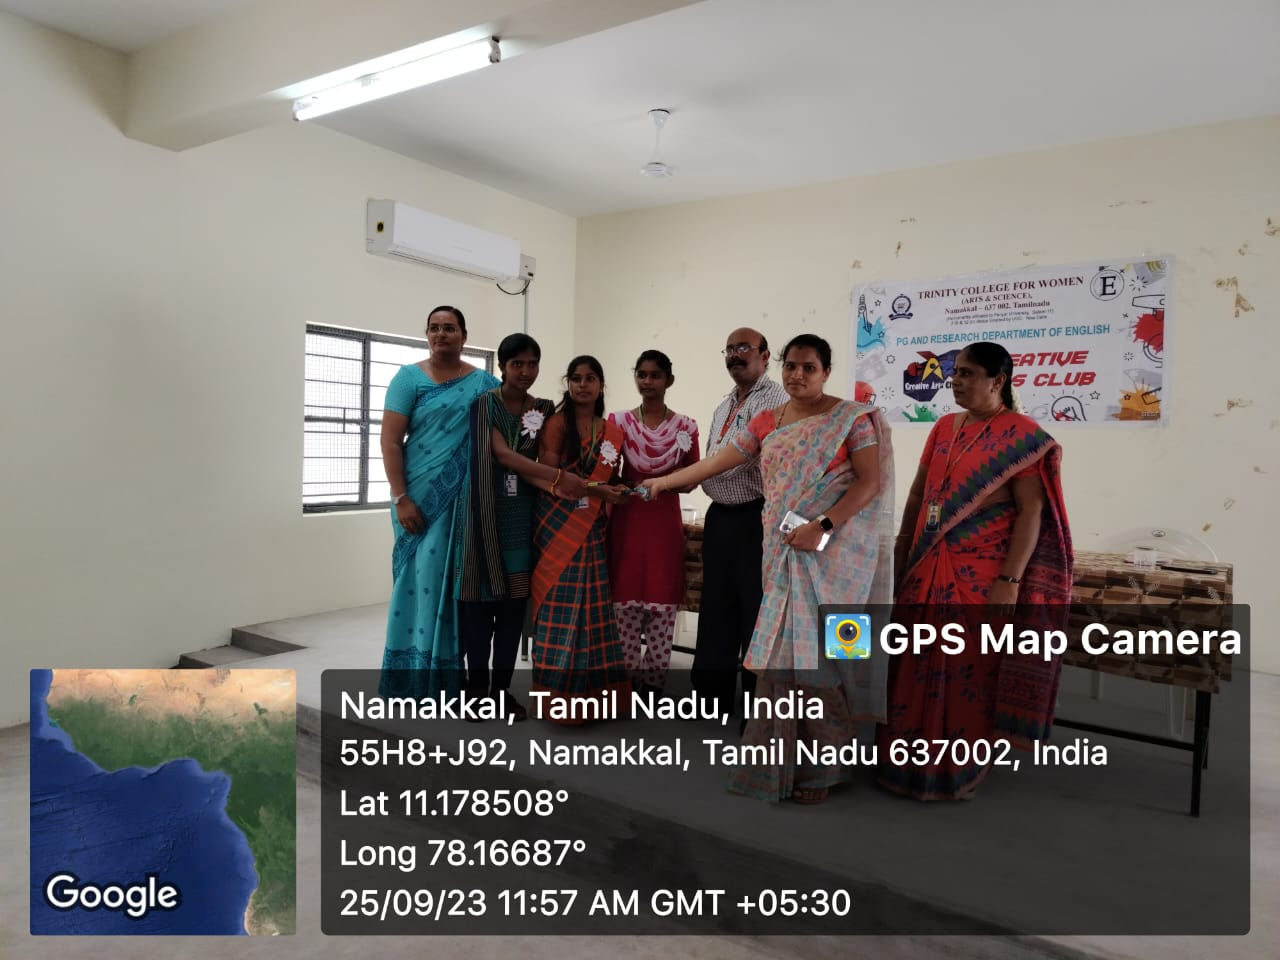 TRINITY COLLEGE FOR WOMEN
(ARTS & SCIENCE),
Namakkal – 637 002, Tamilnadu
E
PG AND RESEARCH DEPARTMENT OF ENGLISH
Creative Art
CLUB
GPS Map Camera
Namakkal, Tamil Nadu, India
55H8+J92, Namakkal, Tamil Nadu 637002, India
Lat 11.178508°
Long 78.16687°
25/09/23 11:57 AM GMT +05:30
Google